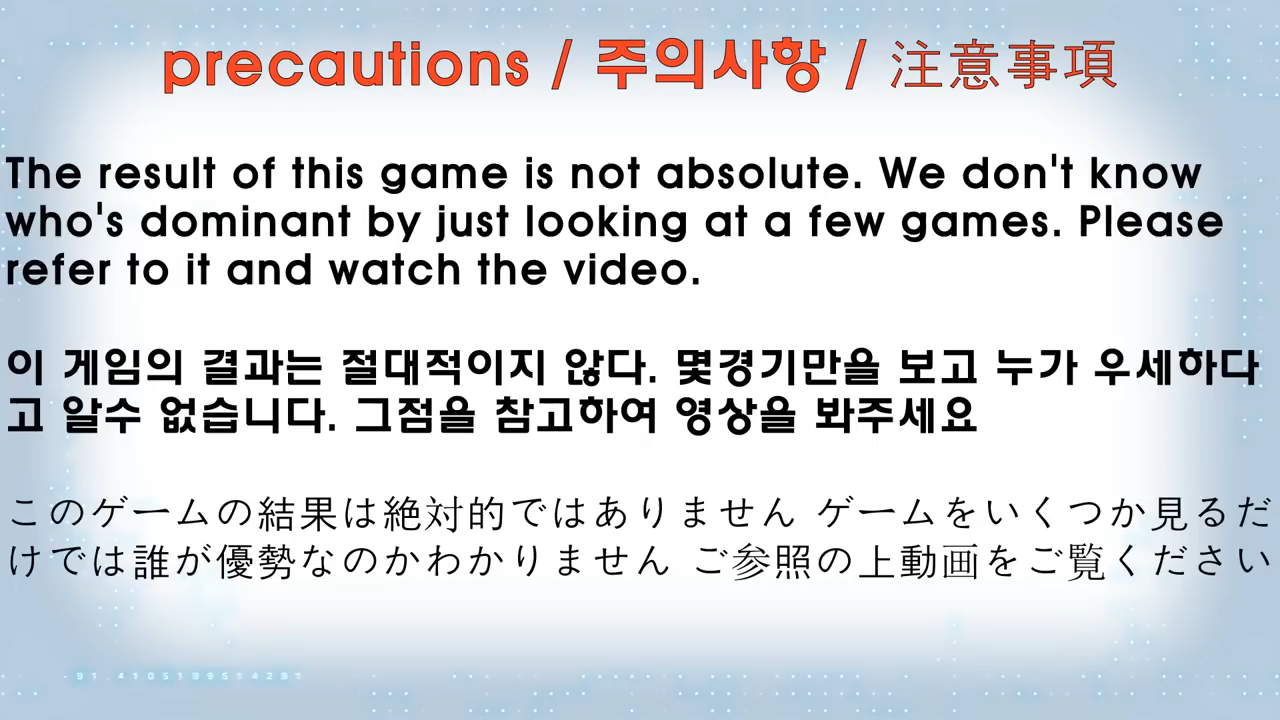 precautions / 주의사항 / 注意事項
The result of this game is not absolute. We don't know
who's dominant by just looking at a few games. Please
refer to it and watch the video.
이 게임의 결과는 절대적이지 않다. 몇경기만을 보고 누가 우세하다
고 알수 없습니다. 그점을 참고하여 영상을 봐주세요
このゲームの結果は絶対的ではありません ゲームをいくつか見るだ
けでは誰が優勢なのかわかりません ご参照の上動画をご覧ください